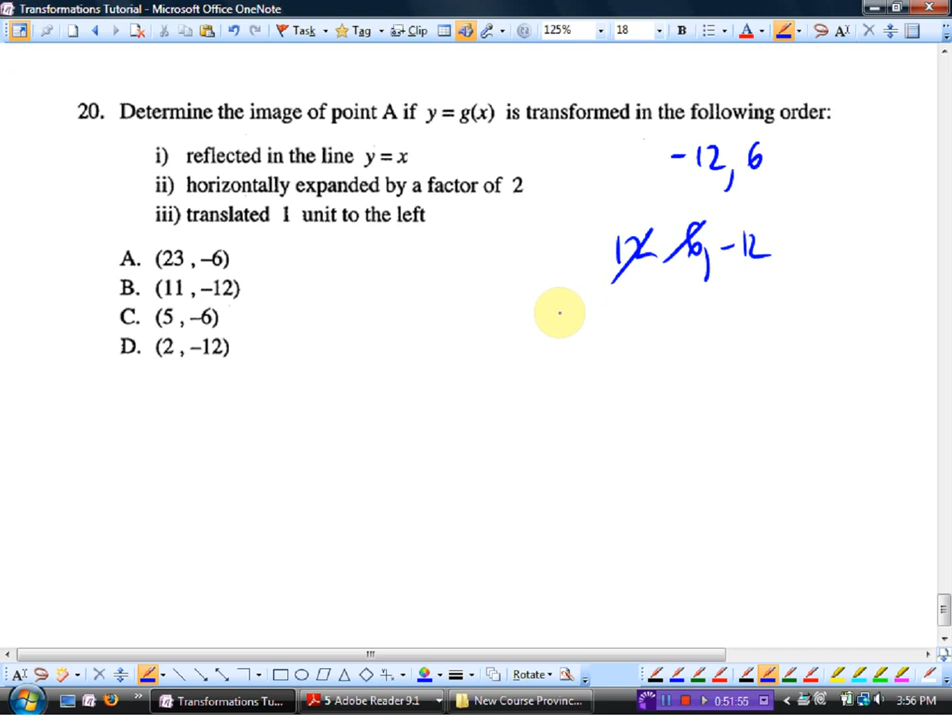 Transformations Tutorial - Microsoft Office OneNote
Task Tag Clip 125% 18 B A
20. Determine the image of point A if y = g(x) is transformed in the following order:
i) reflected in the line y = x
ii) horizontally expanded by a factor of 2
iii) translated 1 unit to the left
-12, 6
12 6, -12
A. (23 , –6)
B. (11 , –12)
C. (5 , –6)
D. (2 , –12)
Rotate
Transformations Tu...
5 Adobe Reader 9.1
New Course Provinc...
0:51:55
3:56 PM